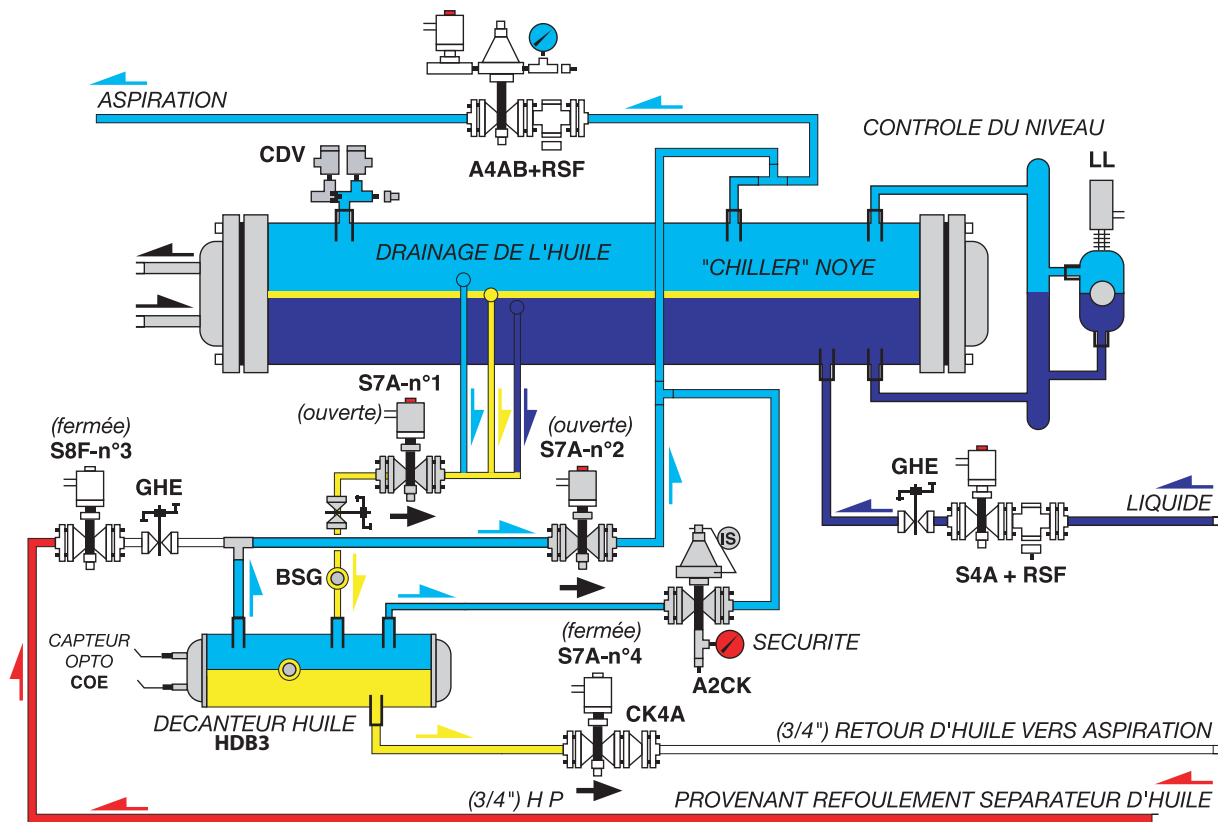 ASPIRATION
A4AB+RSF
CONTROLE DU NIVEAU
LL
CDV
DRAINAGE DE L'HUILE
"CHILLER" NOYE
S7A-n°1
(ouverte)
(fermée)
S8F-n°3
GHE
(ouverte)
S7A-n°2
GHE
LIQUIDE
S4A + RSF
IS
BSG
CAPTEUR
OPTO
COE
(fermée)
S7A-n°4
SECURITE
A2CK
DECANTEUR HUILE
HDB3
CK4A
(3/4") RETOUR D'HUILE VERS ASPIRATION
(3/4") H P
PROVENANT REFOULEMENT SEPARATEUR D'HUILE